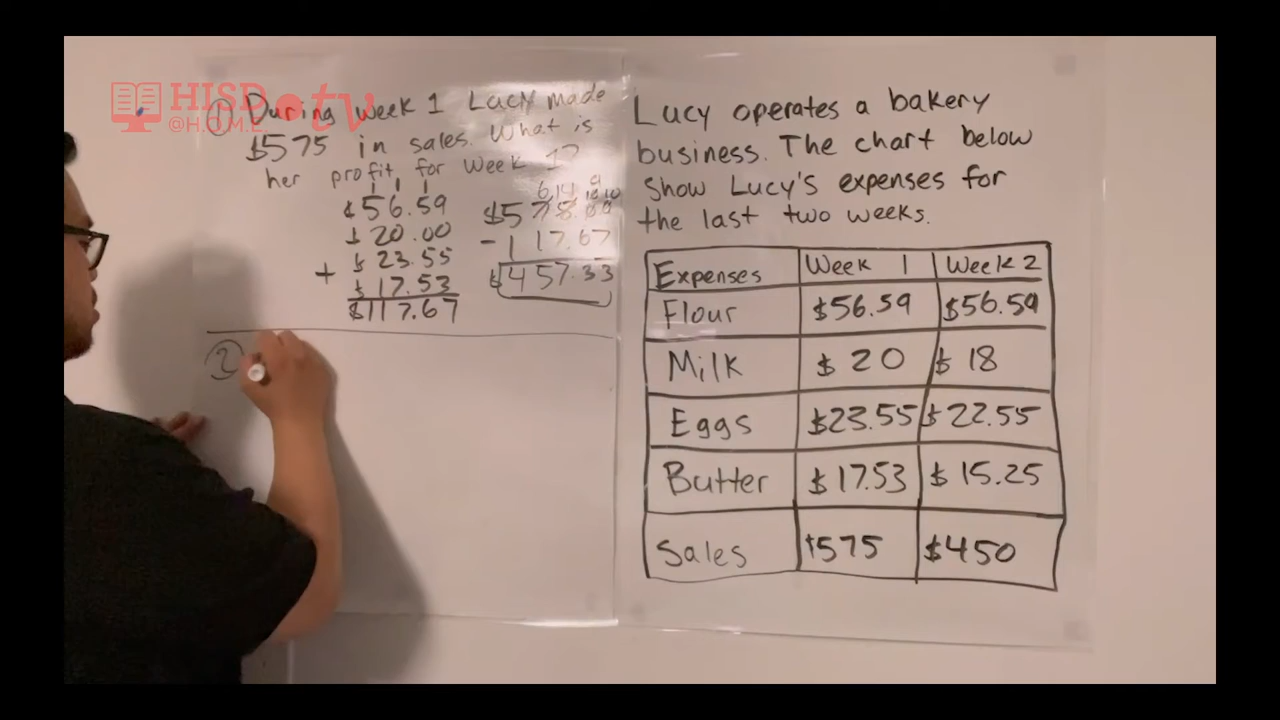 HISD
@H.O.M.E.
.tv
① During week 1 Lucy made
$575 in sales. What is
her profit for week 1?
1 1 1
$56.59
$20.00
$23.55
+ $17.53
$117.67
- 117.67
$457.33
②
Lucy operates a bakery
business. The chart below
show Lucy's expenses for
the last two weeks.
Expenses Week 1 Week 2
Flour $56.59 $56.59
Milk $20 $18
Eggs $23.55 $22.55
Butter $17.53 $15.25
Sales $575 $450